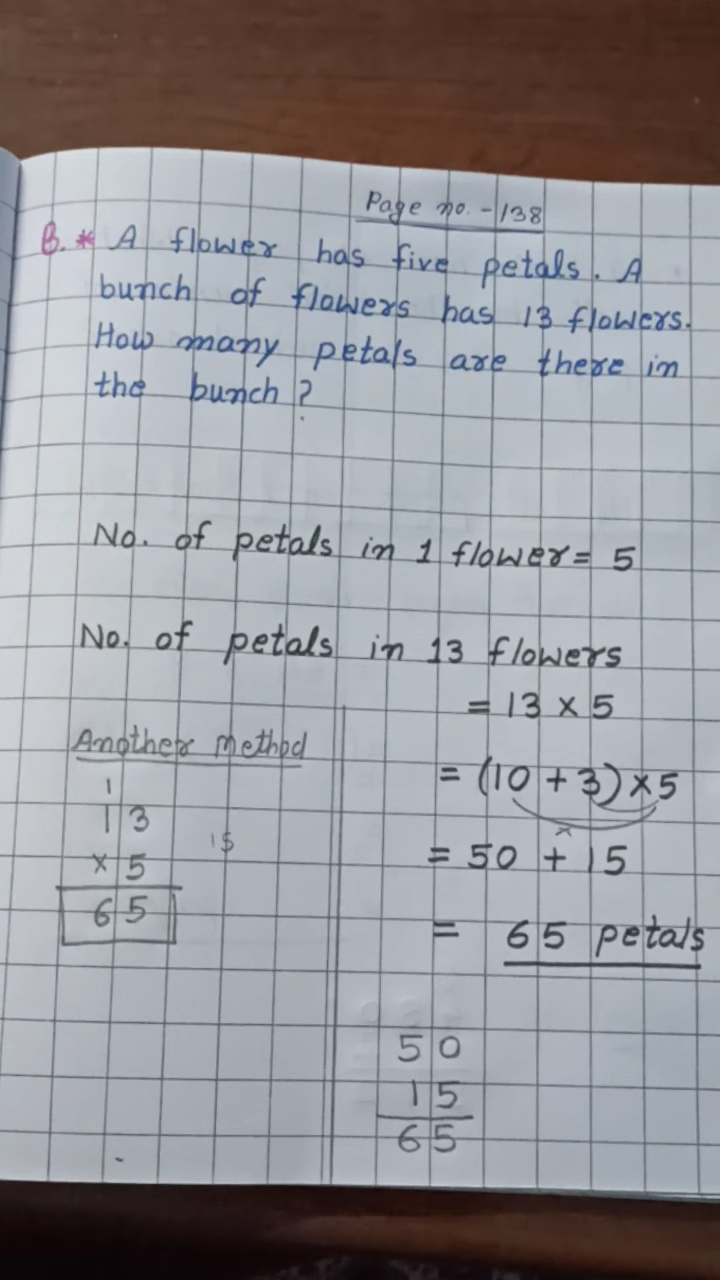 Page no. - 138
B. * A flower has five petals. A
bunch of flowers has 13 flowers.
How many petals are there in
the bunch?
No. of petals in 1 flower = 5
No. of petals in 13 flowers
= 13 × 5
= (10 + 3) × 5
= 50 + 15
= 65 petals
Another Method
1
13
× 5
65
15
50
15
65